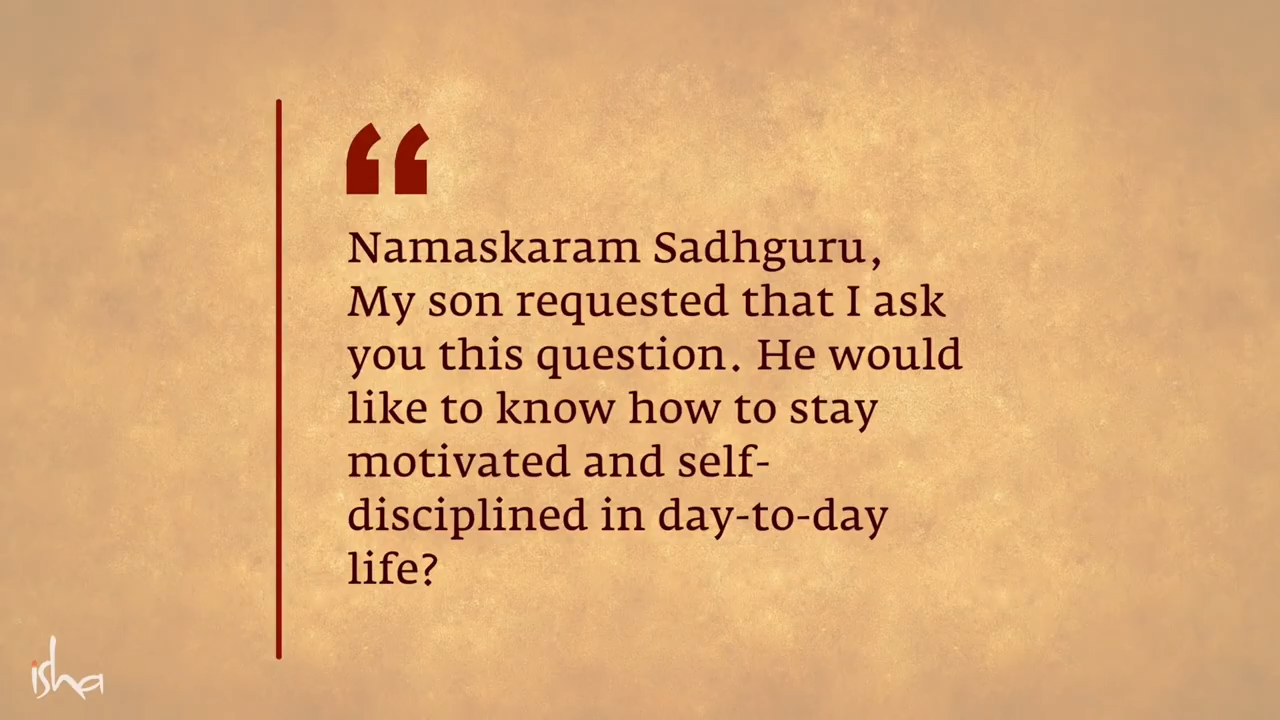 “
Namaskaram Sadhguru,
My son requested that I ask
you this question. He would
like to know how to stay
motivated and self-
disciplined in day-to-day
life?
isha